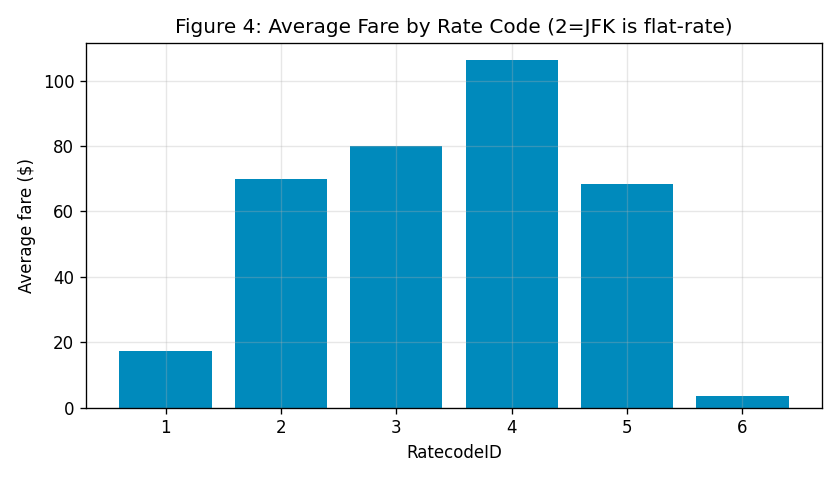 Figure 4: Average Fare by Rate Code (2=JFK is flat-rate)
Average fare ($)
100
80
60
40
20
0
1 2 3 4 5 6
RatecodeID